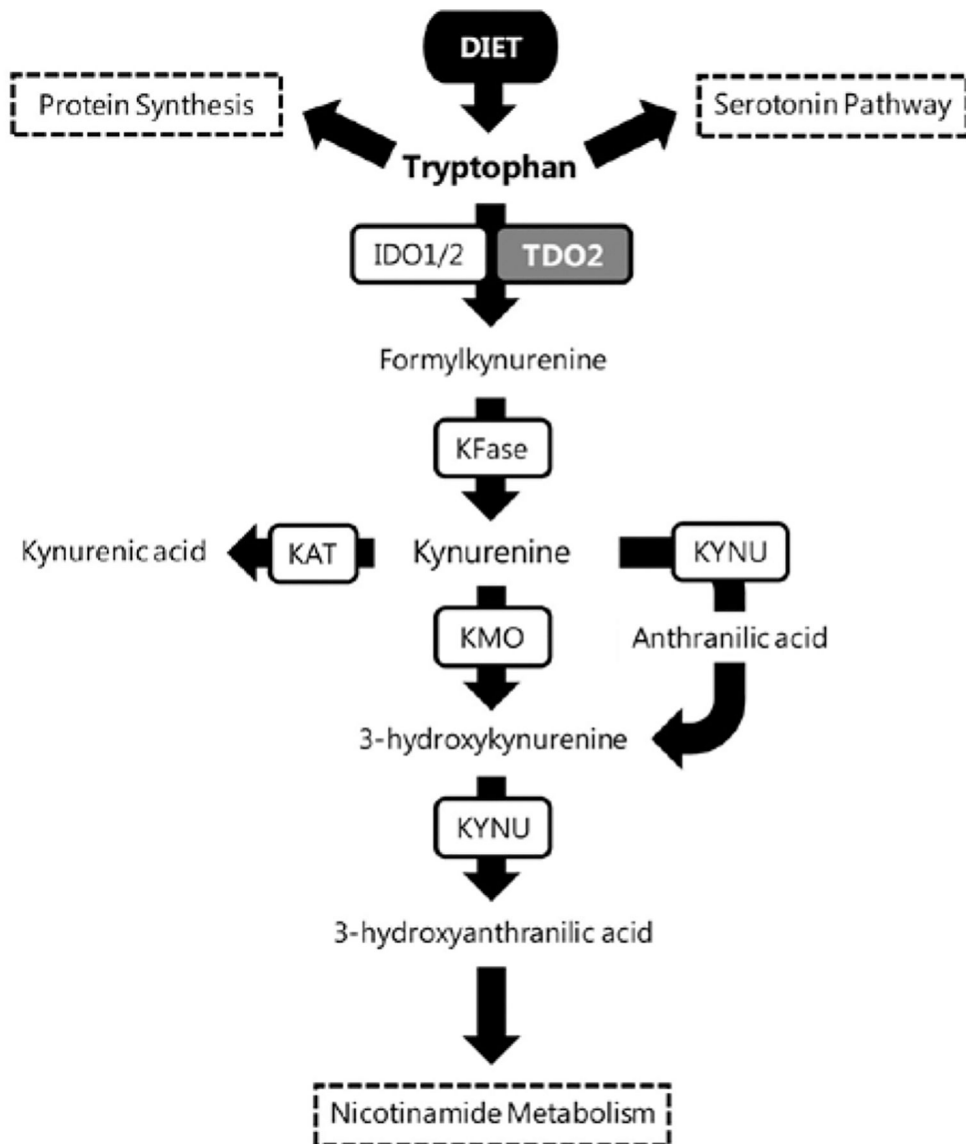 DIET
Protein Synthesis
Serotonin Pathway
Tryptophan
IDO1/2
TDO2
Formylkynurenine
KFase
Kynurenic acid
KAT
Kynurenine
KYNU
KMO
Anthranilic acid
3-hydroxykynurenine
KYNU
3-hydroxyanthranilic acid
Nicotinamide Metabolism